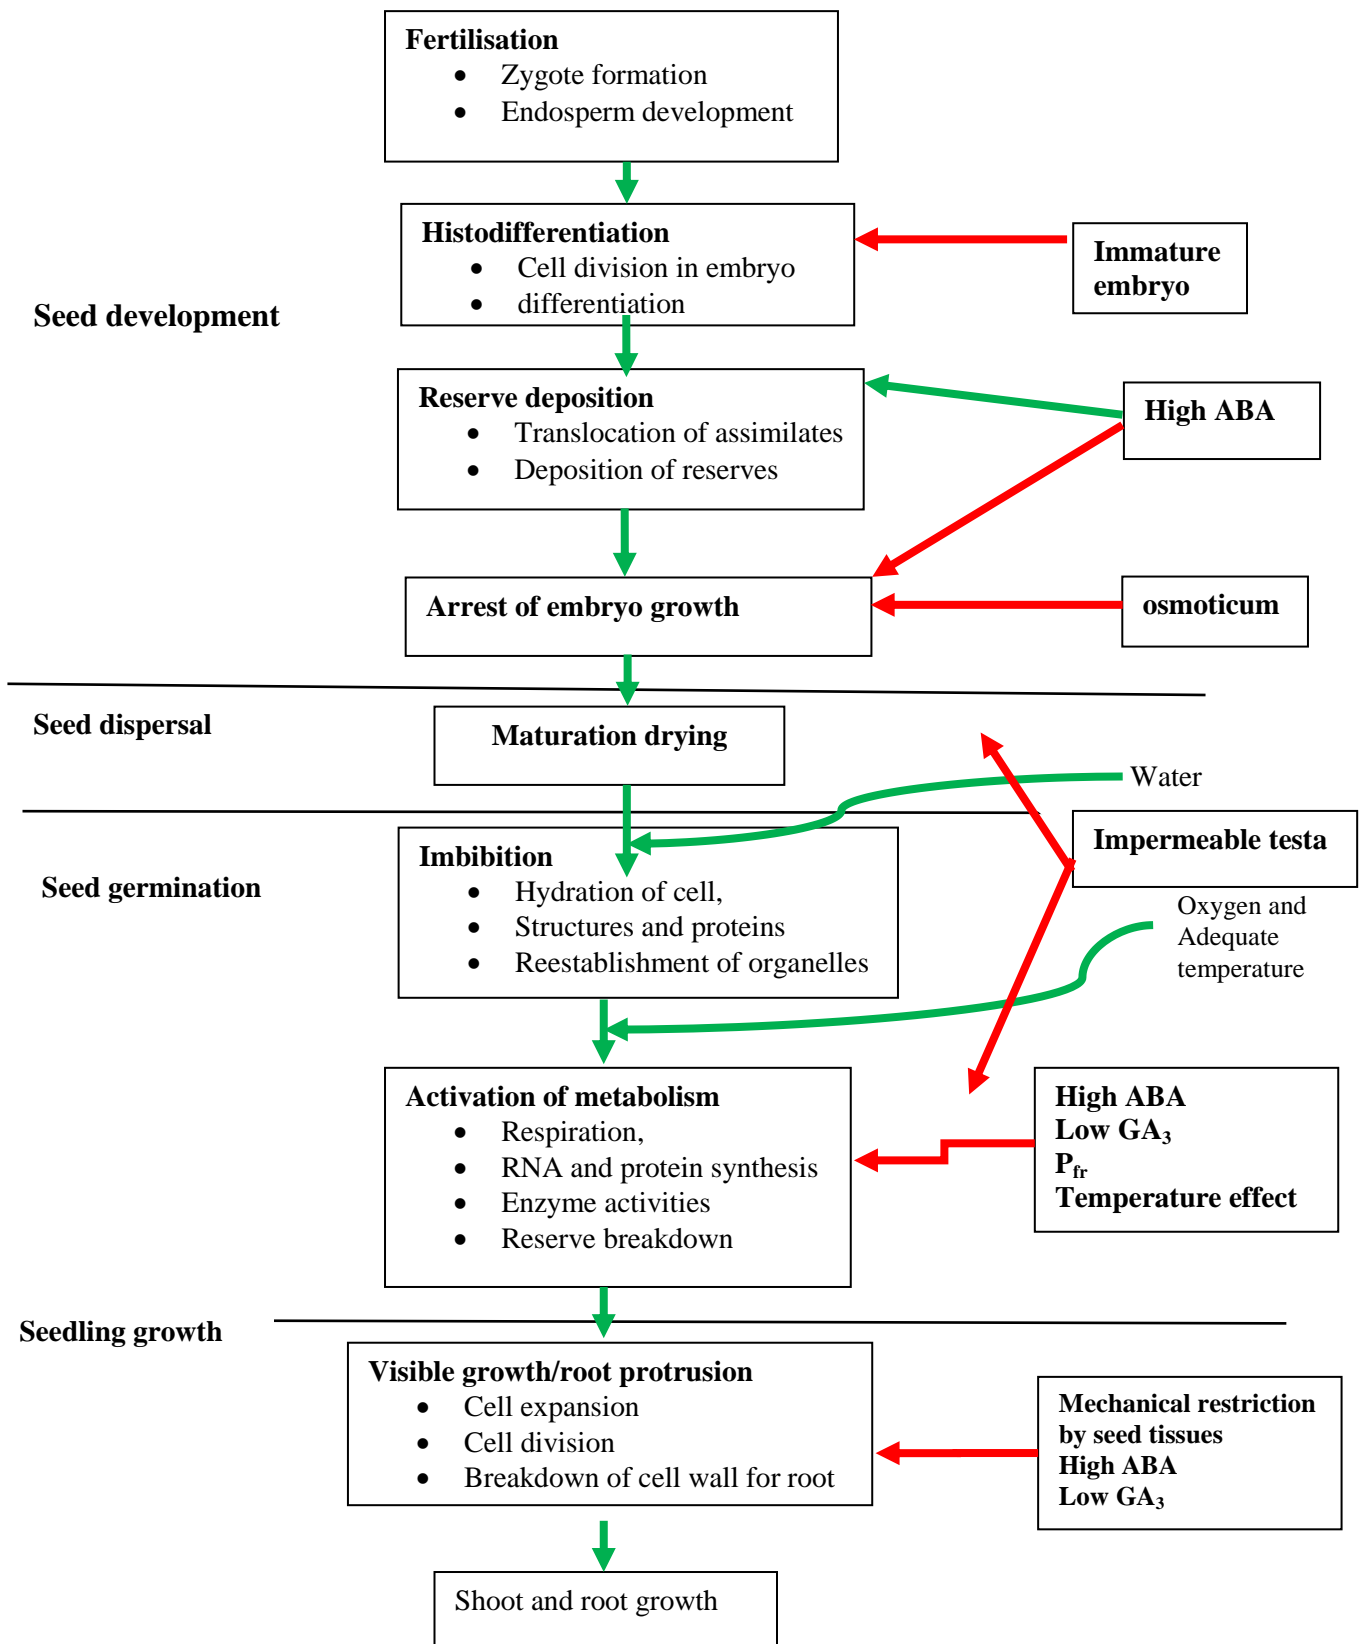 Fertilisation
• Zygote formation
• Endosperm development
Histodifferentiation
• Cell division in embryo
• differentiation
Immature
embryo
Seed development
Reserve deposition
• Translocation of assimilates
• Deposition of reserves
High ABA
Arrest of embryo growth
osmoticum
Seed dispersal
Maturation drying
Water
Seed germination
Imbibition
• Hydration of cell,
• Structures and proteins
• Reestablishment of organelles
Impermeable testa
Oxygen and
Adequate
temperature
Activation of metabolism
• Respiration,
• RNA and protein synthesis
• Enzyme activities
• Reserve breakdown
High ABA
Low GA₃
Pfr
Temperature effect
Seedling growth
Visible growth/root protrusion
• Cell expansion
• Cell division
• Breakdown of cell wall for root
Mechanical restriction
by seed tissues
High ABA
Low GA₃
Shoot and root growth